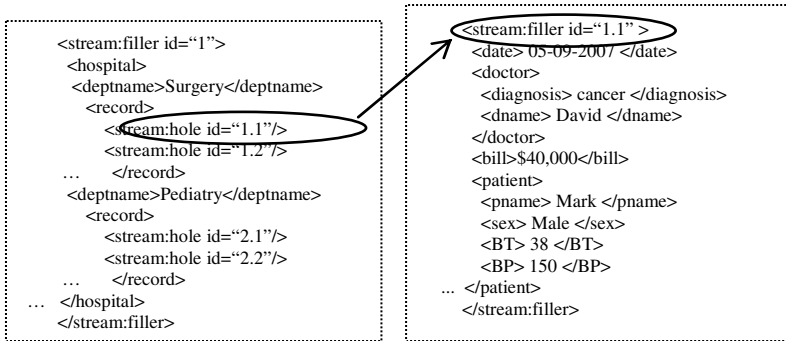 <stream:filler id=“1”>
<hospital>
<deptname>Surgery</deptname>
<record>
<stream:hole id=“1.1”/>
<stream:hole id=“1.2”/>
… </record>
<deptname>Pediatry</deptname>
<record>
<stream:hole id=“2.1”/>
<stream:hole id=“2.2”/>
… </record>
… </hospital>
</stream:filler>
<stream:filler id=“1.1” >
<date> 05-09-2007 </date>
<doctor>
<diagnosis> cancer </diagnosis>
<dname> David </dname>
</doctor>
<bill>$40,000</bill>
<patient>
<pname> Mark </pname>
<sex> Male </sex>
<BT> 38 </BT>
<BP> 150 </BP>
... </patient>
</stream:filler>